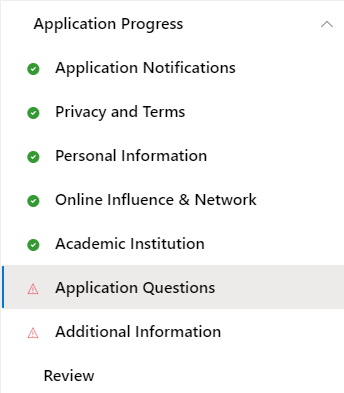 Application Progress
Application Notifications
Privacy and Terms
Personal Information
Online Influence & Network
Academic Institution
Application Questions
Additional Information
Review